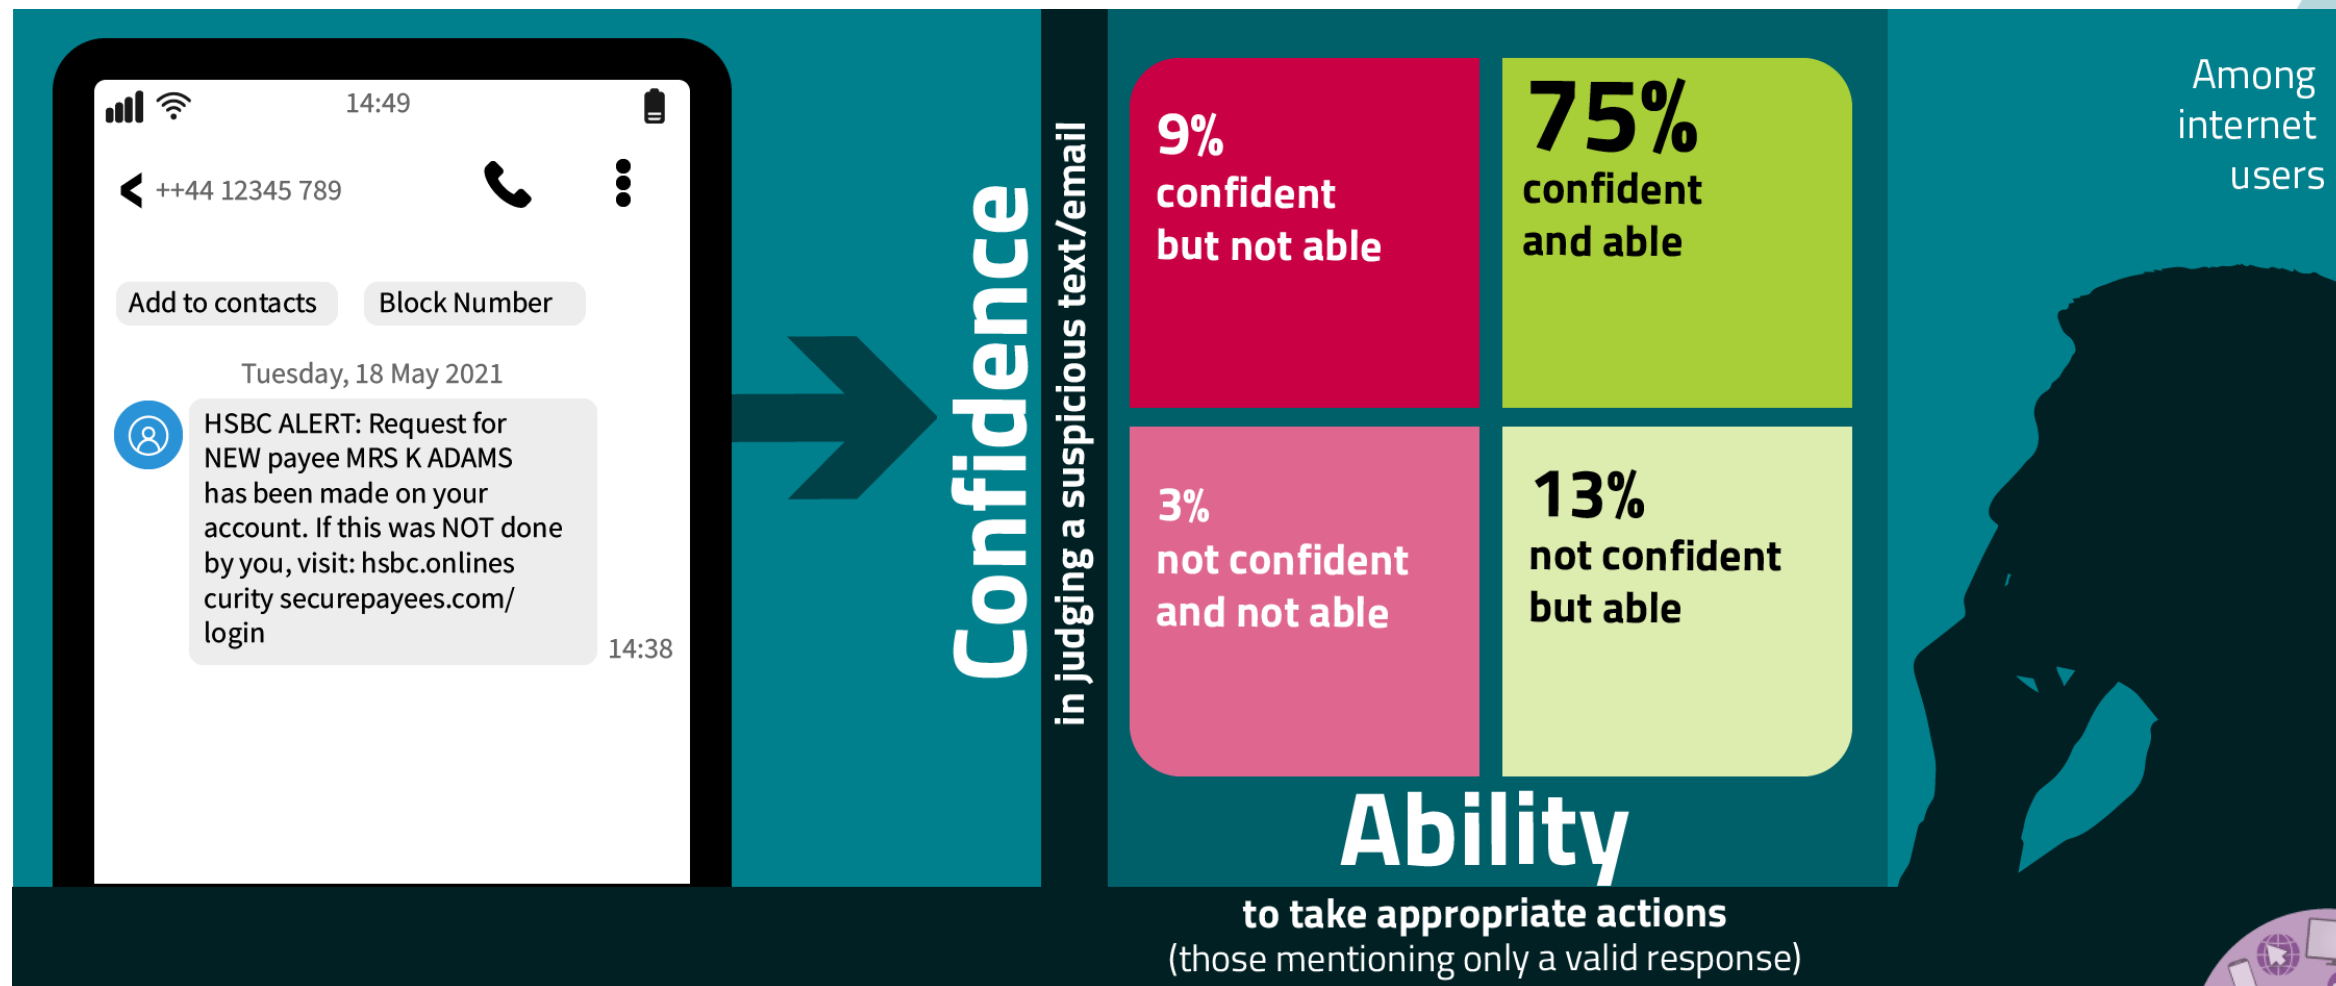 14:49
++44 12345 789
Add to contacts
Block Number
Tuesday, 18 May 2021
HSBC ALERT: Request for
NEW payee MRS K ADAMS
has been made on your
account. If this was NOT done
by you, visit: hsbc.onlines
curity securepayees.com/
login
14:38
Confidence
in judging a suspicious text/email
9%
confident
but not able
75%
confident
and able
3%
not confident
and not able
13%
not confident
but able
Ability
to take appropriate actions
(those mentioning only a valid response)
Among
internet
users